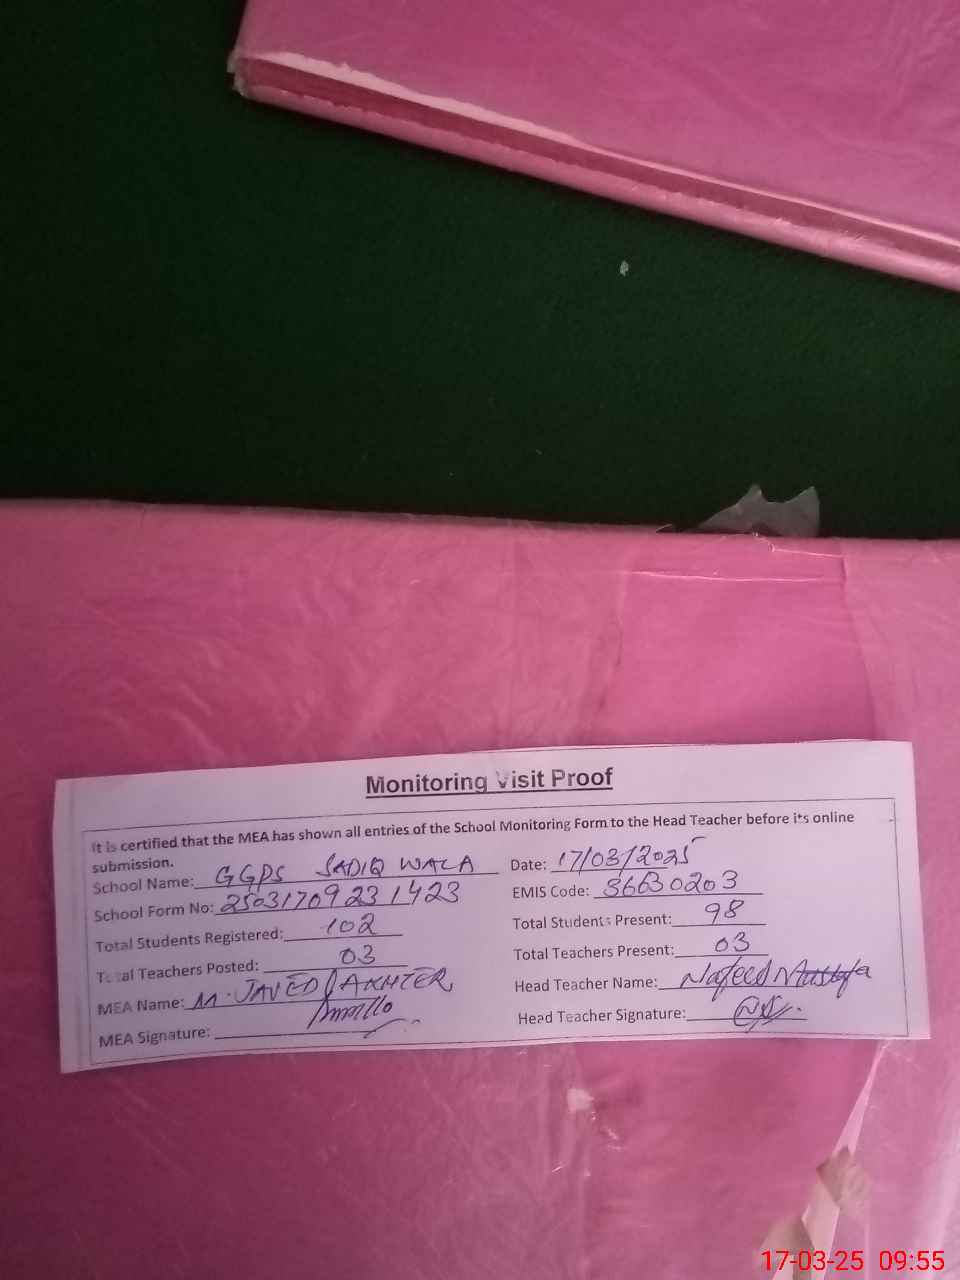 Monitoring Visit Proof
It is certified that the MEA has shown all entries of the School Monitoring Form to the Head Teacher before its online
submission.
School Name: GGPS SADIQ WALA Date: 17/03/2025
School Form No: 25031709231423 EMIS Code: 36630203
Total Students Registered: 102 Total Students Present: 98
Total Teachers Posted: 03 Total Teachers Present: 03
MEA Name: M. JAVED AKHTER Head Teacher Name: Mustafa
MEA Signature: Head Teacher Signature:
17-03-25 09:55